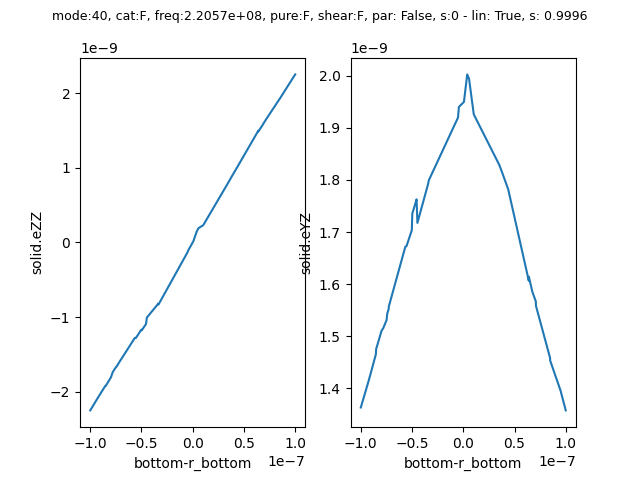 mode:40, cat:F, freq:2.2057e+08, pure:F, shear:F, par: False, s:0 - lin: True, s: 0.9996
1e−9
2
1
0
−1
−2
solid.eZZ
−1.0 −0.5 0.0 0.5 1.0
bottom-r_bottom 1e−7
1e−9
2.0
1.9
1.8
1.7
1.6
1.5
1.4
solid.eYZ
−1.0 −0.5 0.0 0.5 1.0
bottom-r_bottom 1e−7